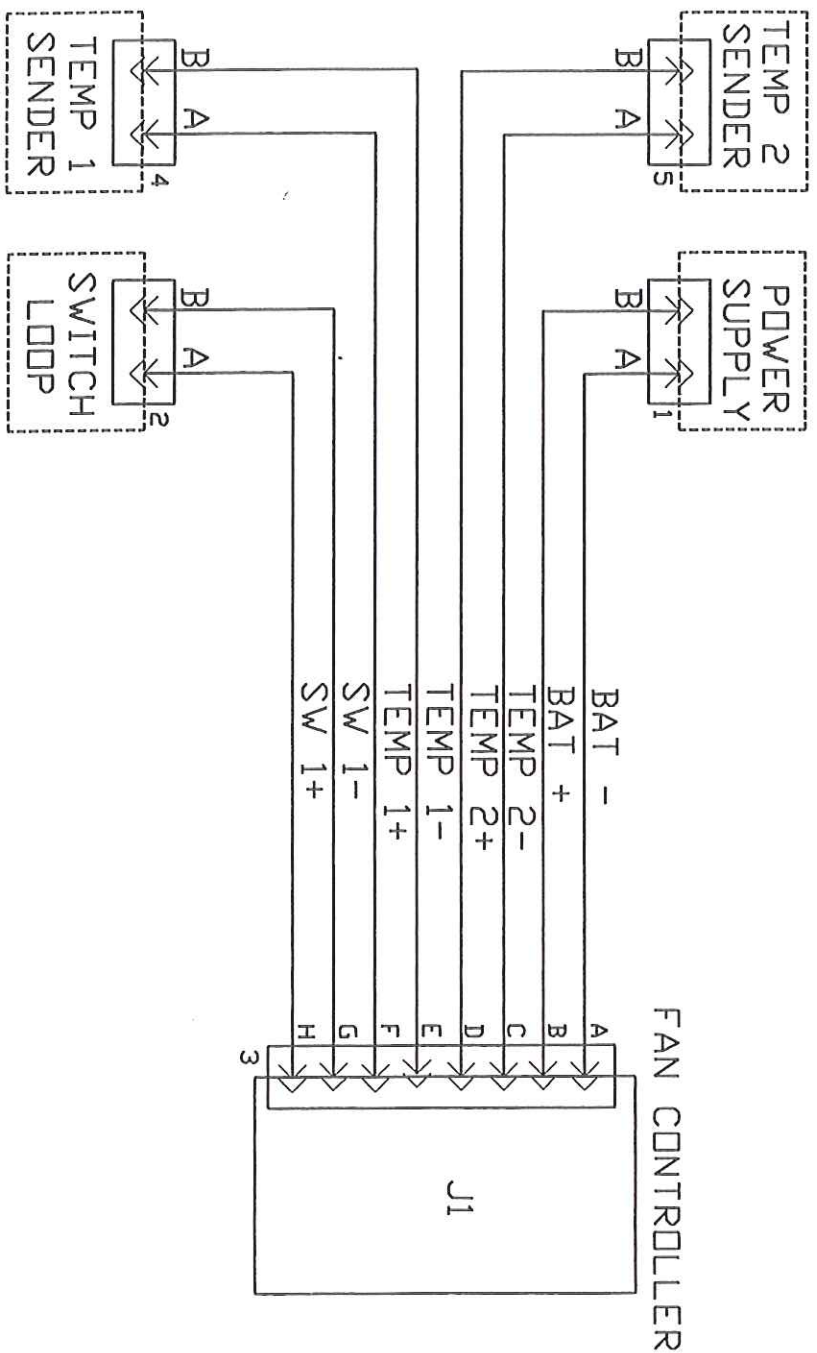 TEMP 1
SENDER
4
B
A
SWITCH
LOOP
2
B
A
TEMP 2
SENDER
5
B
A
POWER
SUPPLY
1
B
A
BAT -
BAT +
TEMP 2-
TEMP 2+
TEMP 1-
TEMP 1+
SW 1-
SW 1+
A
B
C
D
E
F
G
H
3
J1
FAN CONTROLLER